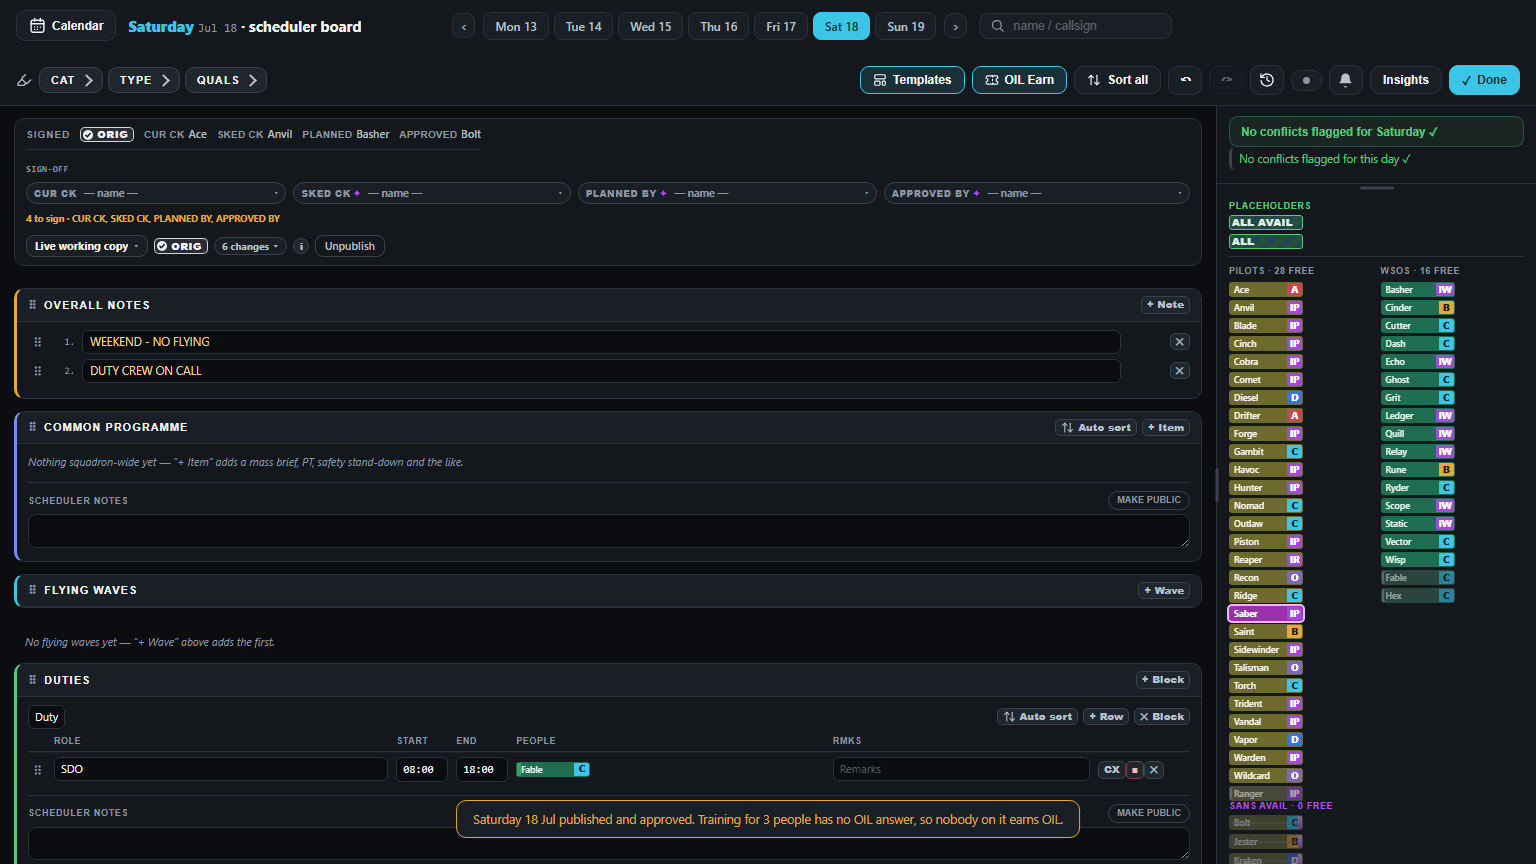 Calendar
Saturday Jul 18 · scheduler board
‹ Mon 13 Tue 14 Wed 15 Thu 16 Fri 17 Sat 18 Sun 19 ›
name / callsign
CAT TYPE QUALS
Templates OIL Earn Sort all Insights ✓ Done
SIGNED ORIG CUR CK Ace SKED CK Anvil PLANNED Basher APPROVED Bolt
SIGN-OFF
CUR CK — name —
SKED CK ✦ — name —
PLANNED BY ✦ — name —
APPROVED BY ✦ — name —
4 to sign · CUR CK, SKED CK, PLANNED BY, APPROVED BY
Live working copy ORIG 6 changes i Unpublish
OVERALL NOTES + Note
1. WEEKEND - NO FLYING ✕
2. DUTY CREW ON CALL ✕
COMMON PROGRAMME Auto sort + Item
Nothing squadron-wide yet — "+ Item" adds a mass brief, PT, safety stand-down and the like.
SCHEDULER NOTES MAKE PUBLIC
FLYING WAVES + Wave
No flying waves yet — "+ Wave" above adds the first.
DUTIES + Block
Duty Auto sort + Row ✕ Block
ROLE START END PEOPLE RMKS
SDO 08:00 18:00 Fable C Remarks CX ✕
SCHEDULER NOTES MAKE PUBLIC
Saturday 18 Jul published and approved. Training for 3 people has no OIL answer, so nobody on it earns OIL.
No conflicts flagged for Saturday ✓
No conflicts flagged for this day ✓
PLACEHOLDERS
ALL AVAIL
ALL
PILOTS · 28 FREE
Ace A
Anvil IP
Blade IP
Cinch IP
Cobra IP
Comet IP
Diesel D
Drifter A
Forge IP
Gambit C
Havoc IP
Hunter IP
Nomad C
Outlaw C
Piston IP
Reaper IR
Recon O
Ridge C
Saber IP
Saint B
Sidewinder IP
Talisman O
Torch C
Trident IP
Vandal IP
Vapor D
Warden IP
Wildcard O
Ranger IP
SANS AVAIL · 0 FREE
Bolt C
Jester B
Kraken D
WSOS · 16 FREE
Basher IW
Cinder B
Cutter C
Dash C
Echo IW
Ghost C
Grit C
Ledger IW
Quill IW
Relay IW
Rune B
Ryder C
Scope IW
Static IW
Vector C
Wisp C
Fable C
Hex C